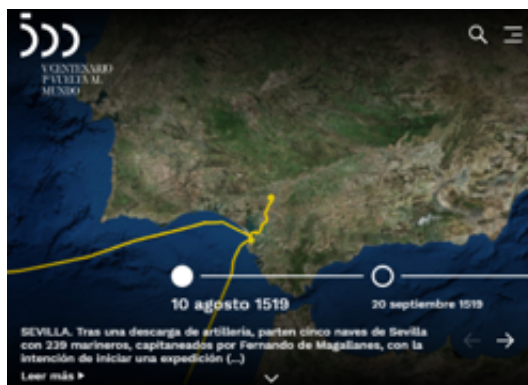 V CENTENARIO
1ª VUELTA AL
MUNDO
10 agosto 1519
20 septiembre 1519
SEVILLA. Tras una descarga de artillería, parten cinco naves de Sevilla
con 239 marineros, capitaneados por Fernando de Magallanes, con la
intención de iniciar una expedición (...)
Leer más